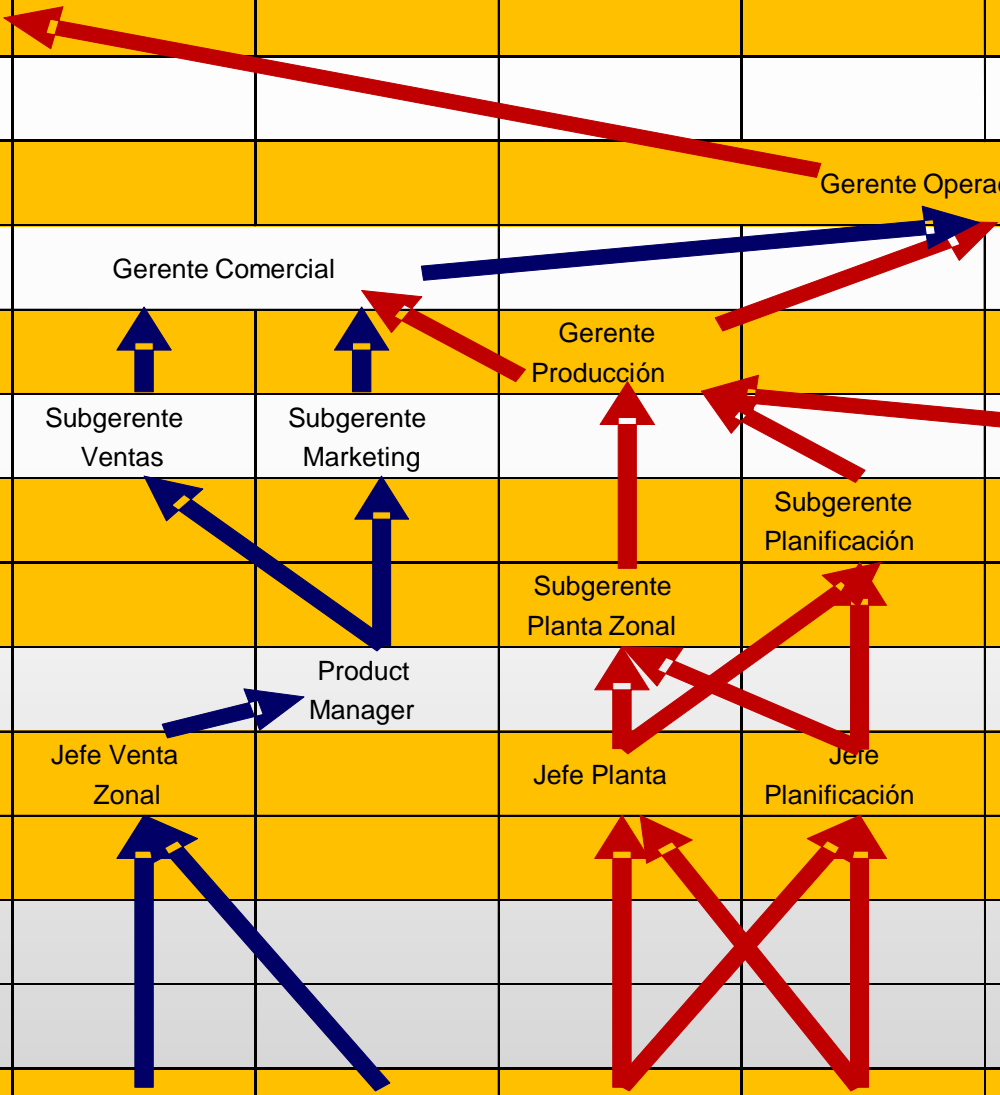 Gerente
Gerente Comercial
Gerente
Producción
Subgerente
Ventas
Subgerente
Marketing
Subgerente
Planificación
Subgerente
Planta Zonal
Product
Manager
Jefe Venta
Zonal
Jefe Planta
Jefe
Planificación